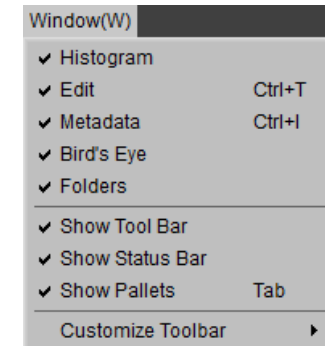 Window(W)
Histogram
Edit Ctrl+T
Metadata Ctrl+I
Bird's Eye
Folders
Show Tool Bar
Show Status Bar
Show Pallets Tab
Customize Toolbar